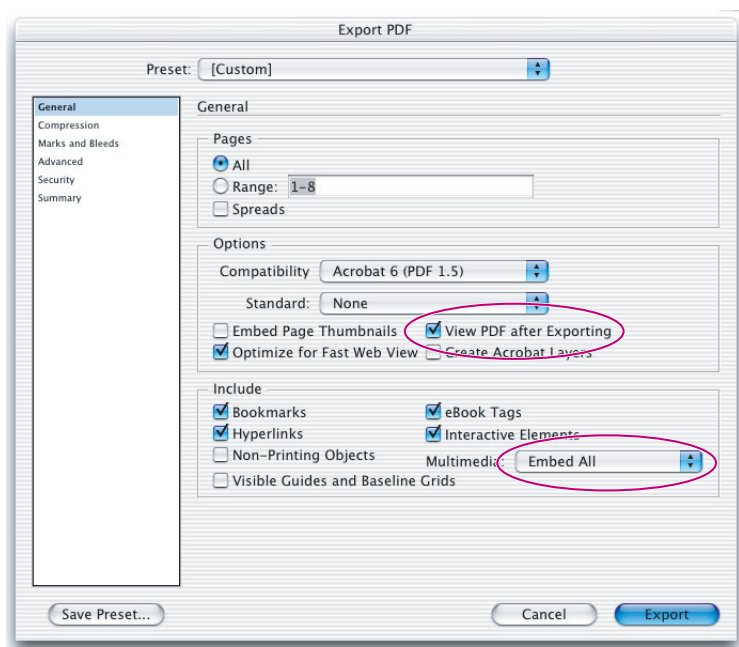 Export PDF
Preset: [Custom]
General
Compression
Marks and Bleeds
Advanced
Security
Summary
General
Pages
All
Range: 1-8
Spreads
Options
Compatibility Acrobat 6 (PDF 1.5)
Standard: None
Embed Page Thumbnails View PDF after Exporting
Optimize for Fast Web View Create Acrobat Layers
Include
Bookmarks eBook Tags
Hyperlinks Interactive Elements
Non-Printing Objects Multimedia: Embed All
Visible Guides and Baseline Grids
Save Preset... Cancel Export